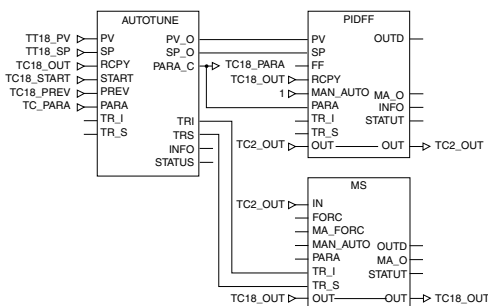 AUTOTUNE
TT18_PV PV PV_O
TT18_SP SP SP_O
TC18_OUT RCPY PARA_C TC18_PARA
TC18_START START
TC18_PREV PREV
TC_PARA PARA
TR_I
TR_S
TRI
TRS
INFO
STATUS
PIDFF
PV OUTD
SP
FF
TC18_OUT RCPY
1 MAN_AUTO MA_O
PARA INFO
TR_I STATUT
TR_S
TC2_OUT OUT OUT TC2_OUT
MS
TC2_OUT IN
FORC
MA_FORC
MAN_AUTO OUTD
PARA MA_O
TR_I STATUT
TR_S
TC18_OUT OUT OUT TC18_OUT